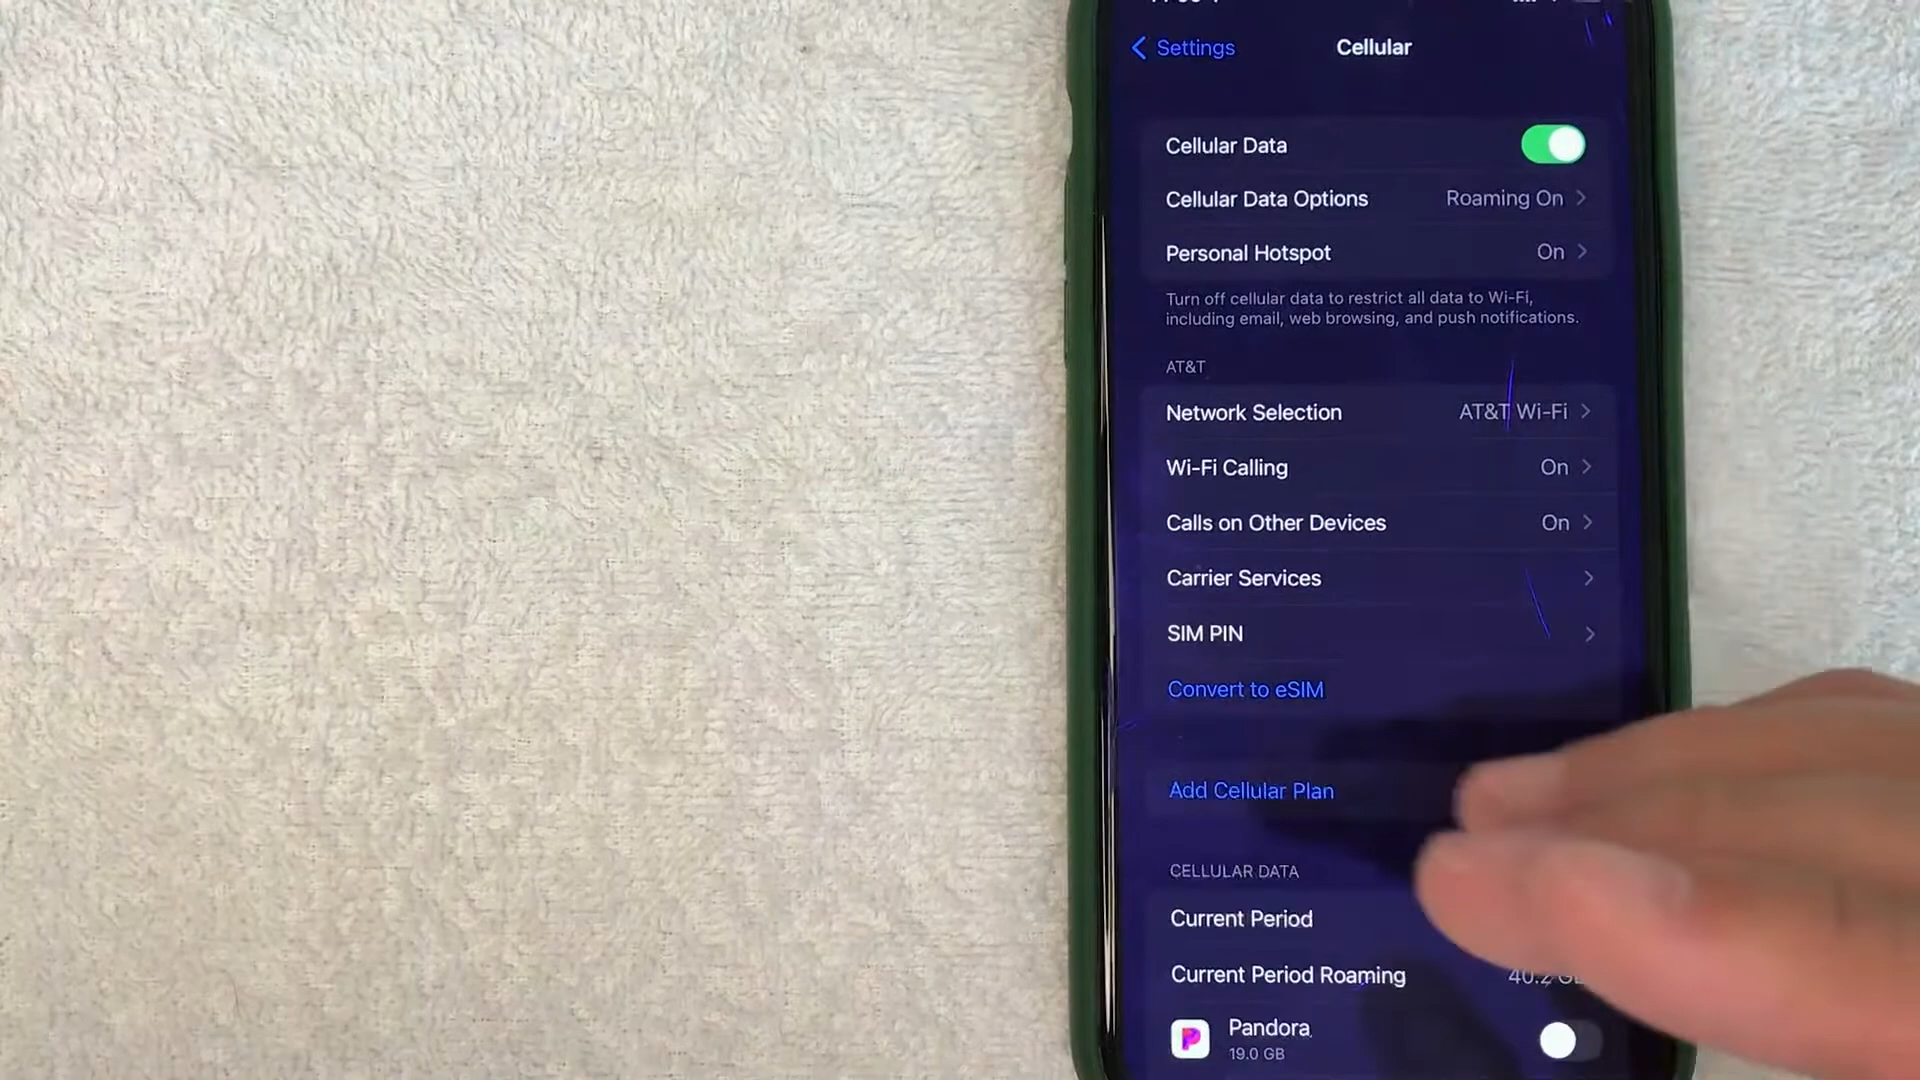 Settings
Cellular
Cellular Data
Cellular Data Options Roaming On
Personal Hotspot On
Turn off cellular data to restrict all data to Wi-Fi,
including email, web browsing, and push notifications.
AT&T
Network Selection AT&T Wi-Fi
Wi-Fi Calling On
Calls on Other Devices On
Carrier Services
SIM PIN
Convert to eSIM
Add Cellular Plan
CELLULAR DATA
Current Period
Current Period Roaming 40.2
Pandora
19.0 GB